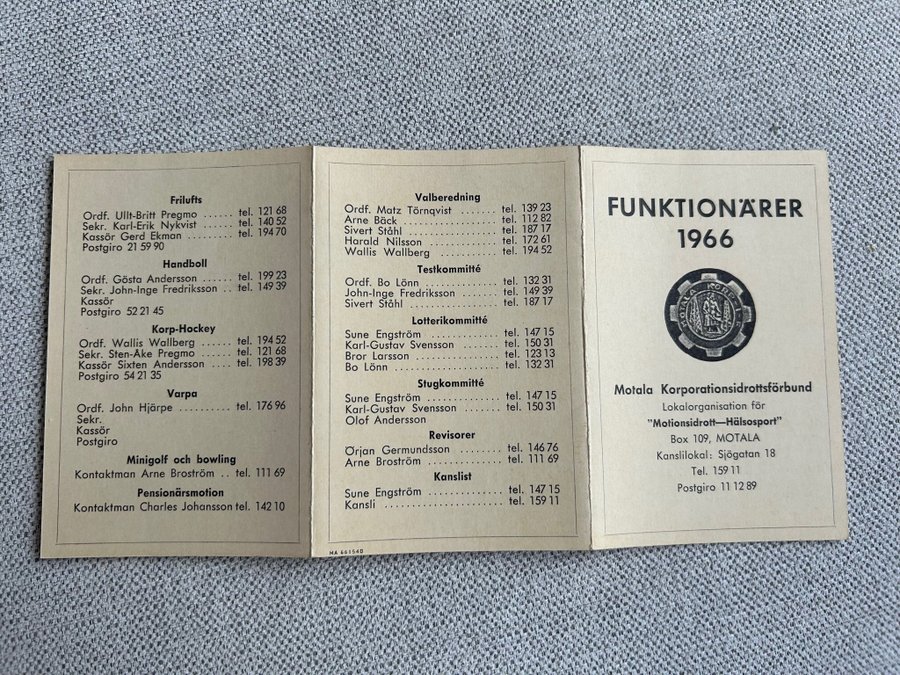 Frilufts
Ordf. Ullt-Britt Pregmo ...... tel. 121 68
Sekr. Karl-Erik Nykvist ...... tel. 140 52
Kassör Gerd Ekman ......... tel. 194 70
Postgiro 21 59 90
Handboll
Ordf. Gösta Andersson ....... tel. 199 23
Sekr. John-Inge Fredriksson .. tel. 149 39
Kassör
Postgiro 52 21 45
Korp-Hockey
Ordf. Wallis Wallberg ....... tel. 194 52
Sekr. Sten-Åke Pregmo ...... tel. 121 68
Kassör Sixten Andersson .... tel. 198 39
Postgiro 54 21 35
Varpa
Ordf. John Hjärpe .......... tel. 176 96
Sekr.
Kassör
Postgiro
Minigolf och bowling
Kontaktman Arne Broström .. tel. 111 69
Pensionärsmotion
Kontaktman Charles Johansson tel. 142 10
Valberedning
Ordf. Matz Törnqvist ....... tel. 139 23
Arne Bäck ................. tel. 112 82
Sivert Ståhl ................ tel. 187 17
Harald Nilsson ............. tel. 172 61
Wallis Wallberg ............ tel. 194 52
Testkommitté
Ordf. Bo Lönn ............. tel. 132 31
John-Inge Fredriksson ....... tel. 149 39
Sivert Ståhl ................ tel. 187 17
Lotterikommitté
Sune Engström ............. tel. 147 15
Karl-Gustav Svensson ....... tel. 150 31
Bror Larsson ............... tel. 123 13
Bo Lönn ................... tel. 132 31
Stugkommitté
Sune Engström ............. tel. 147 15
Karl-Gustav Svensson ....... tel. 150 31
Olof Andersson
Revisorer
Örjan Germundsson ........ tel. 146 76
Arne Broström ............. tel. 111 69
Kanslist
Sune Engström ............. tel. 147 15
Kansli ..................... tel. 159 11
MA 661540
FUNKTIONÄRER
1966
Motala Korporationsidrottsförbund
Lokalorganisation för
"Motionsidrott—Hälsosport"
Box 109, MOTALA
Kanslilokal: Sjögatan 18
Tel. 159 11
Postgiro 11 12 89